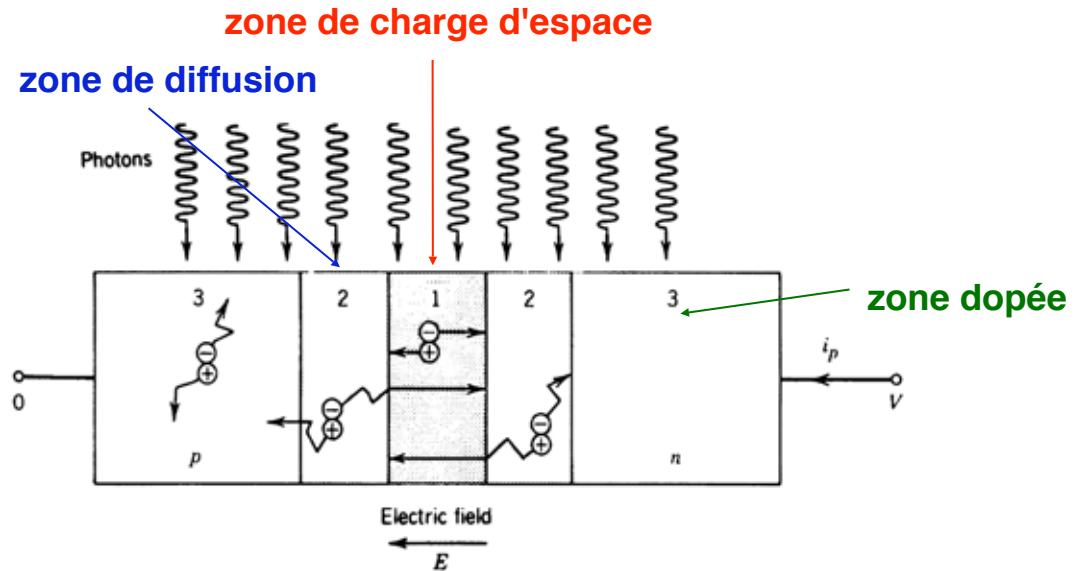 zone de charge d'espace
zone de diffusion
Photons
3 2 1 2 3
zone dopée
i_p
0 V
p n
Electric field
E